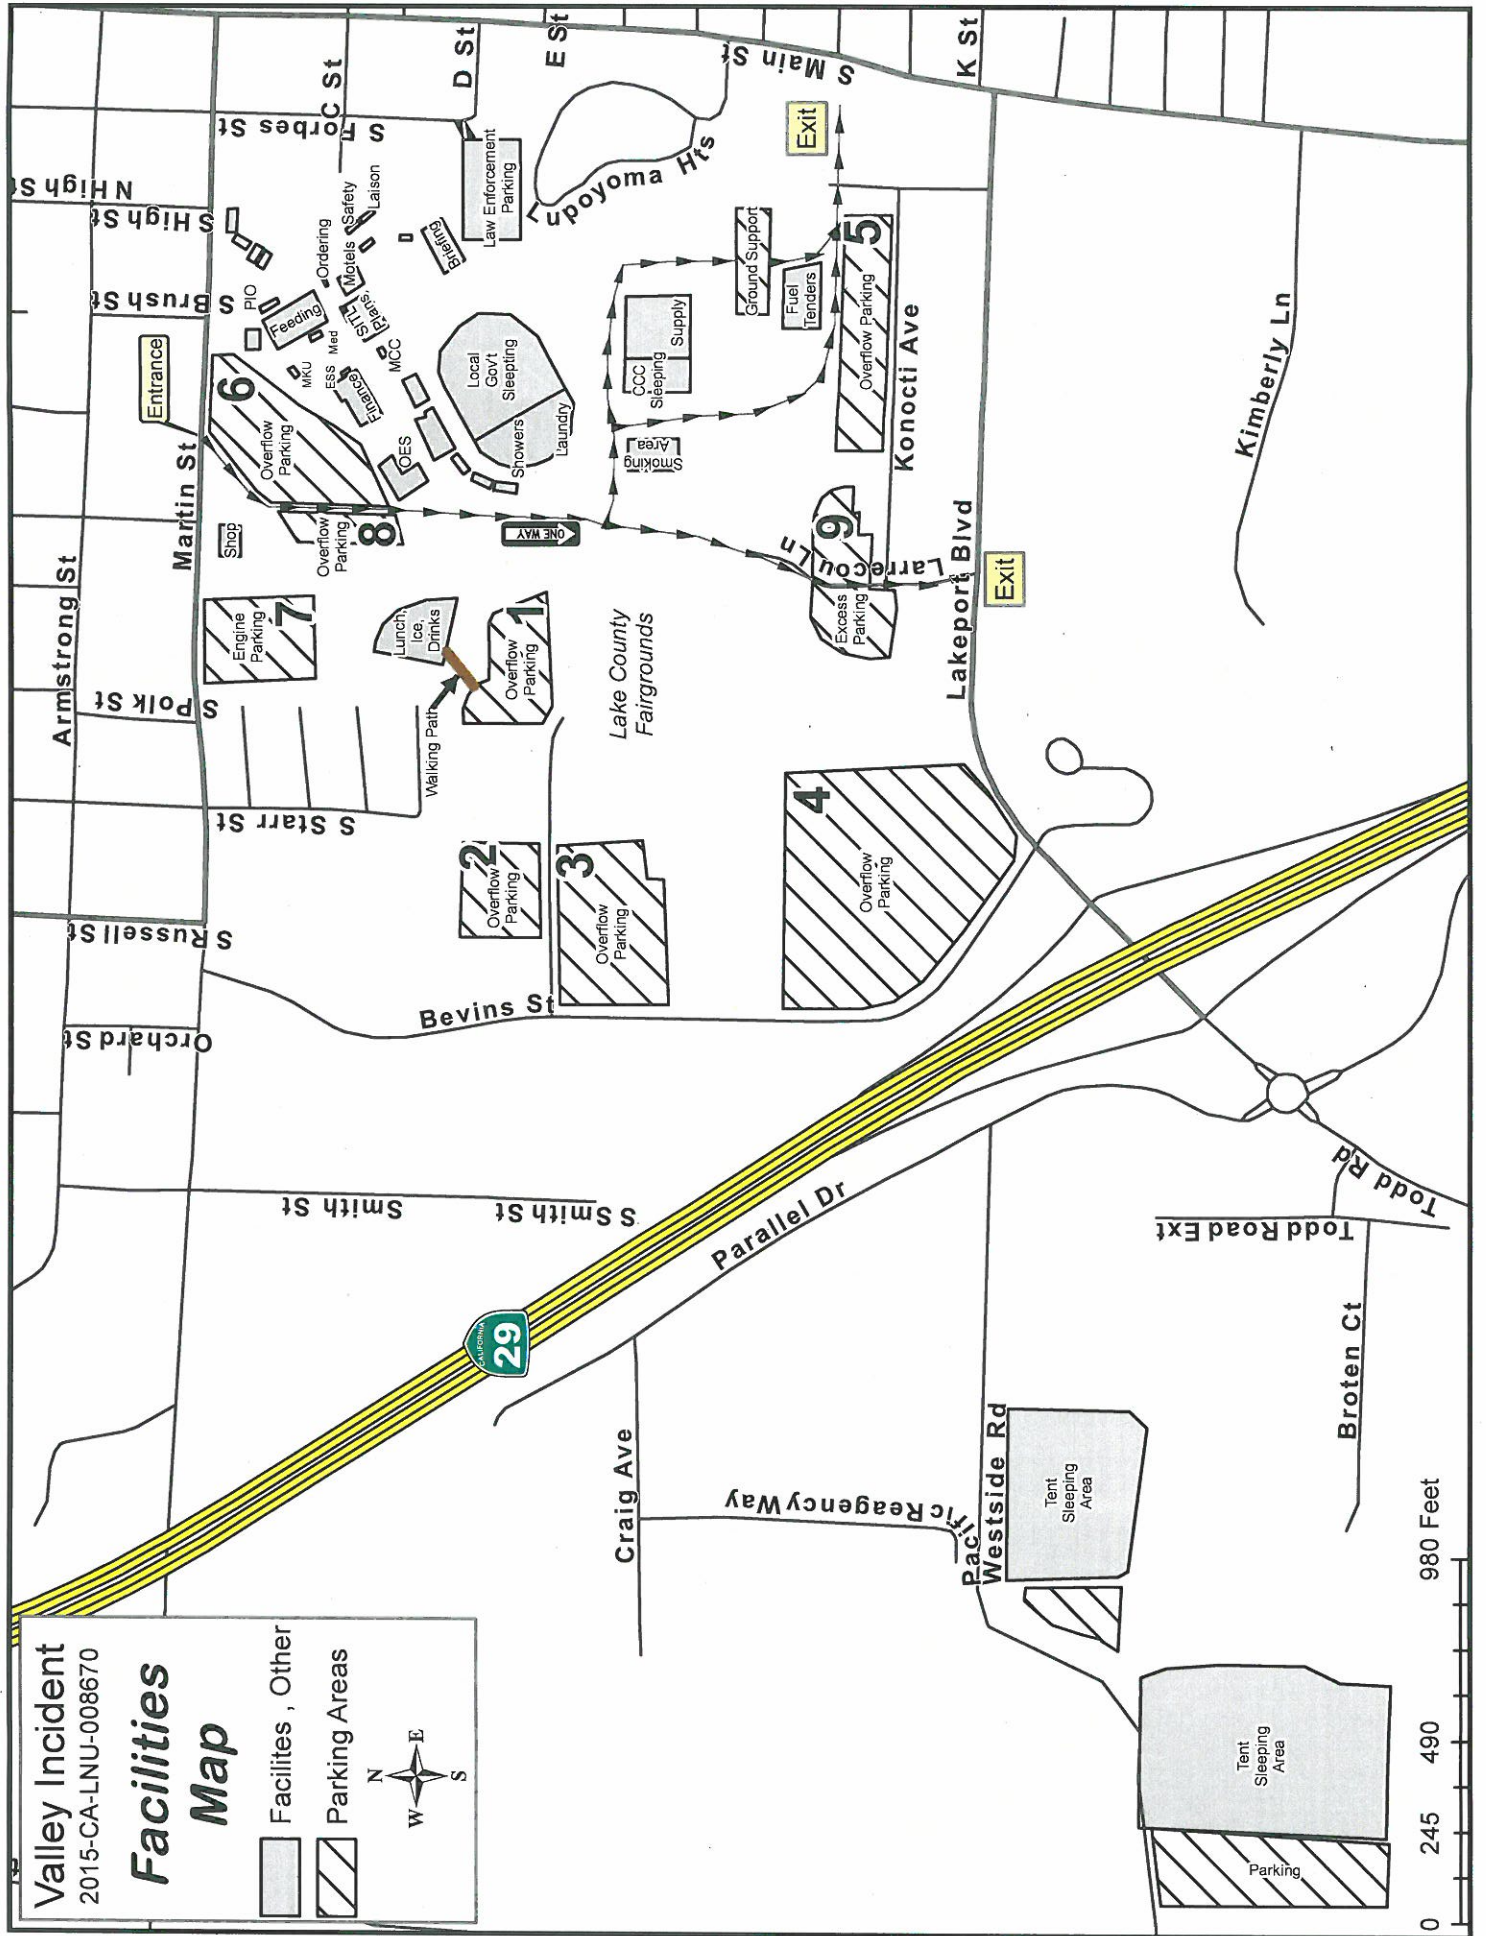 Valley Incident
2015-CA-LNU-008670
Facilities
Map
Facilites , Other
Parking Areas
N
W
E
S
0 245 490 980 Feet
CALIFORNIA
29
Armstrong St
Martin St
N High St
S High St
S Brush St
S Forbes St
C St
D St
E St
S Main St
K St
S Polk St
S Starr St
S Russell St
Orchard St
Bevins St
Smith St
S Smith St
Parallel Dr
Craig Ave
Pacific Reagency Way
Westside Rd
Todd Rd
Todd Road Ext
Broten Ct
Kimberly Ln
Lakeport Blvd
Larrecou Ln
Konocti Ave
Lupoyoma Hts
Lake County
Fairgrounds
Entrance
Exit
Exit
ONE WAY
Shop
Engine
Parking
7
Overflow
Parking
6
Overflow
Parking
8
Lunch,
Ice,
Drinks
Walking Path
Overflow
Parking
1
Overflow
Parking
2
Overflow
Parking
3
Overflow
Parking
4
Overflow Parking
5
Excess
Parking
9
PIO
Feeding
Ordering
Motels
Safety
Laison
MKU
Med
ESS
SITL
Plans,
Finance
MCC
OES
Briefing
Law Enforcement
Parking
Local
Gov't
Sleepting
Showers
Laundry
Smoking
Area
CCC
Sleeping
Supply
Ground Support
Fuel
Tenders
Tent
Sleeping
Area
Tent
Sleeping
Area
Parking